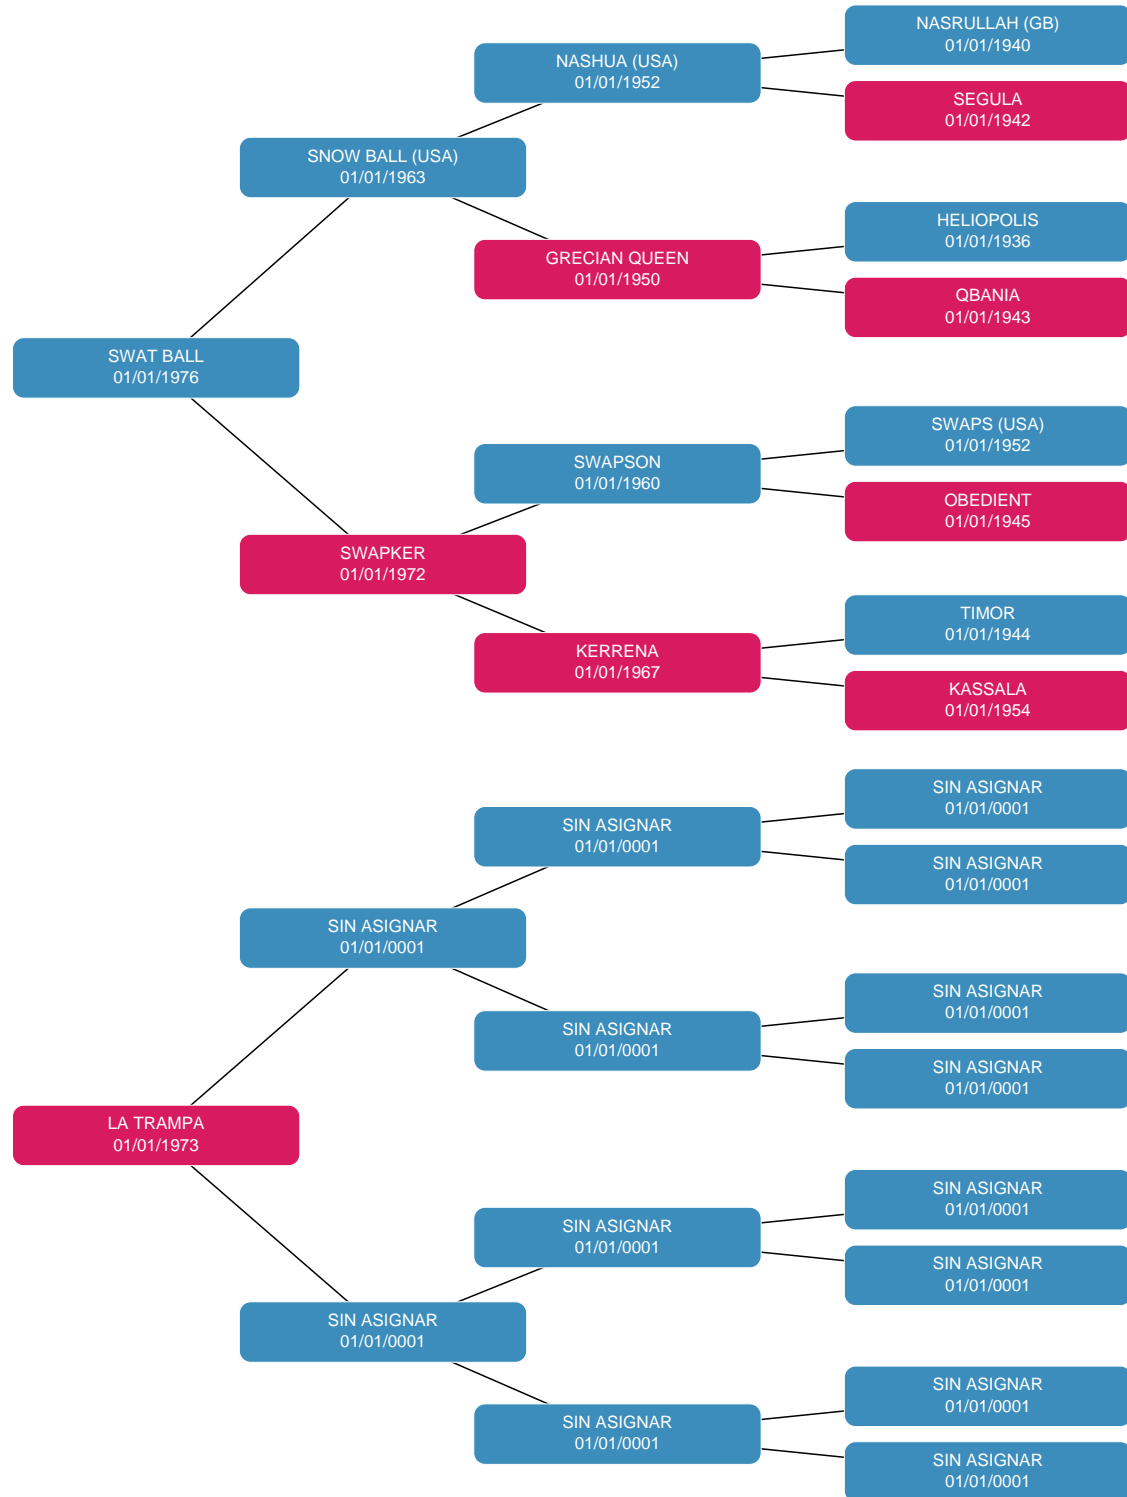 NASRULLAH (GB)
01/01/1940
NASHUA (USA)
01/01/1952
SEGULA
01/01/1942
SNOW BALL (USA)
01/01/1963
HELIOPOLIS
01/01/1936
GRECIAN QUEEN
01/01/1950
QBANIA
01/01/1943
SWAT BALL
01/01/1976
SWAPS (USA)
01/01/1952
SWAPSON
01/01/1960
OBEDIENT
01/01/1945
SWAPKER
01/01/1972
TIMOR
01/01/1944
KERRENA
01/01/1967
KASSALA
01/01/1954
SIN ASIGNAR
01/01/0001
SIN ASIGNAR
01/01/0001
SIN ASIGNAR
01/01/0001
SIN ASIGNAR
01/01/0001
SIN ASIGNAR
01/01/0001
SIN ASIGNAR
01/01/0001
SIN ASIGNAR
01/01/0001
LA TRAMPA
01/01/1973
SIN ASIGNAR
01/01/0001
SIN ASIGNAR
01/01/0001
SIN ASIGNAR
01/01/0001
SIN ASIGNAR
01/01/0001
SIN ASIGNAR
01/01/0001
SIN ASIGNAR
01/01/0001
SIN ASIGNAR
01/01/0001